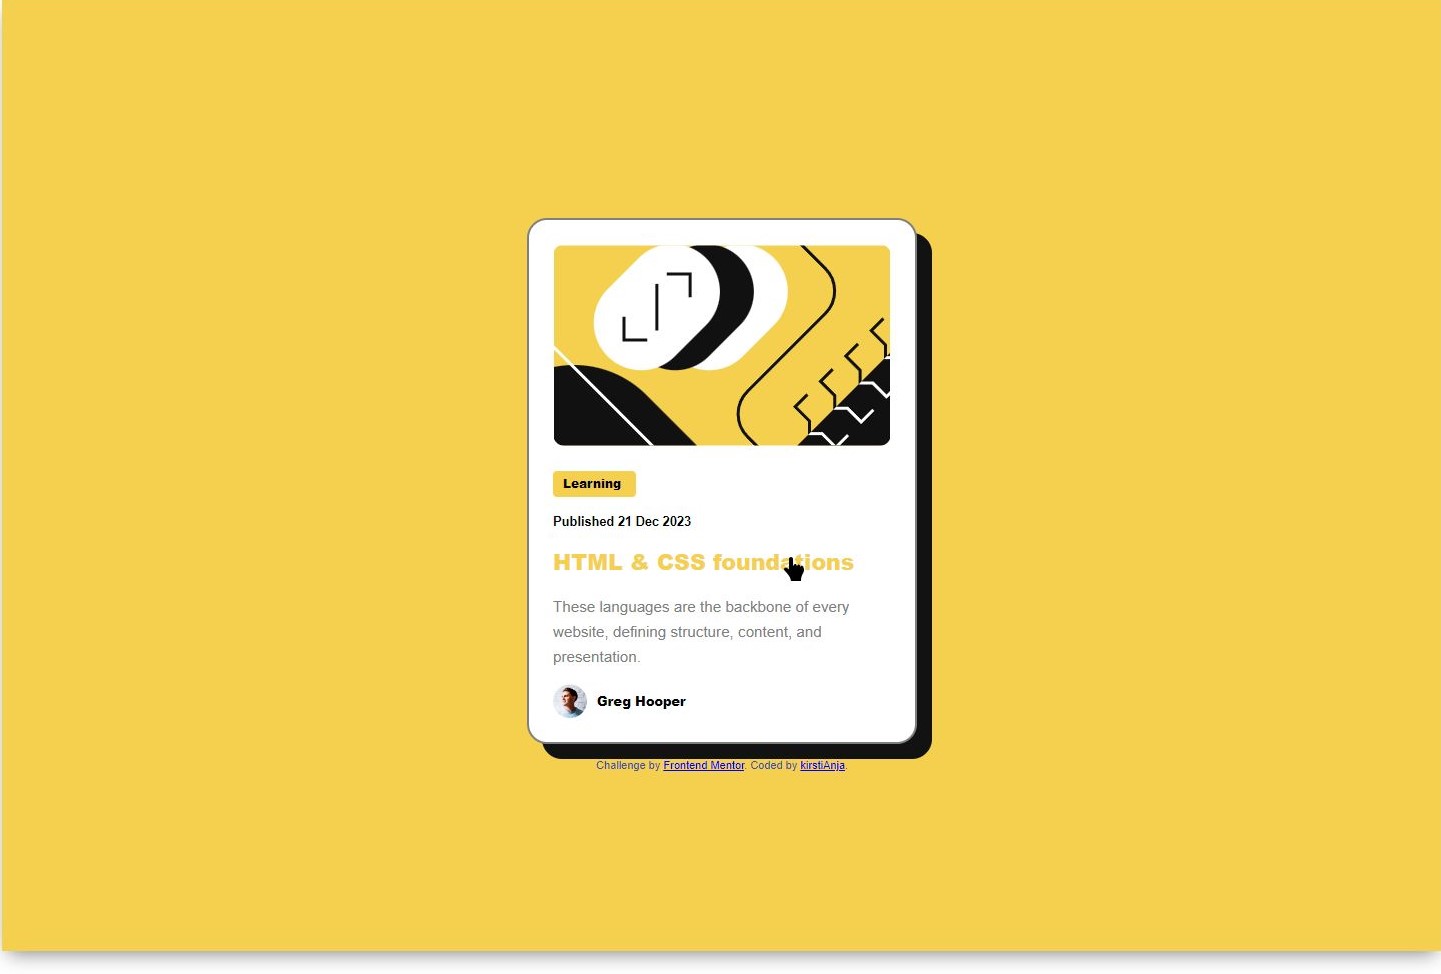 Learning
Published 21 Dec 2023
HTML & CSS foundations
These languages are the backbone of every
website, defining structure, content, and
presentation.
Greg Hooper
Challenge by Frontend Mentor. Coded by kirstiAnja.